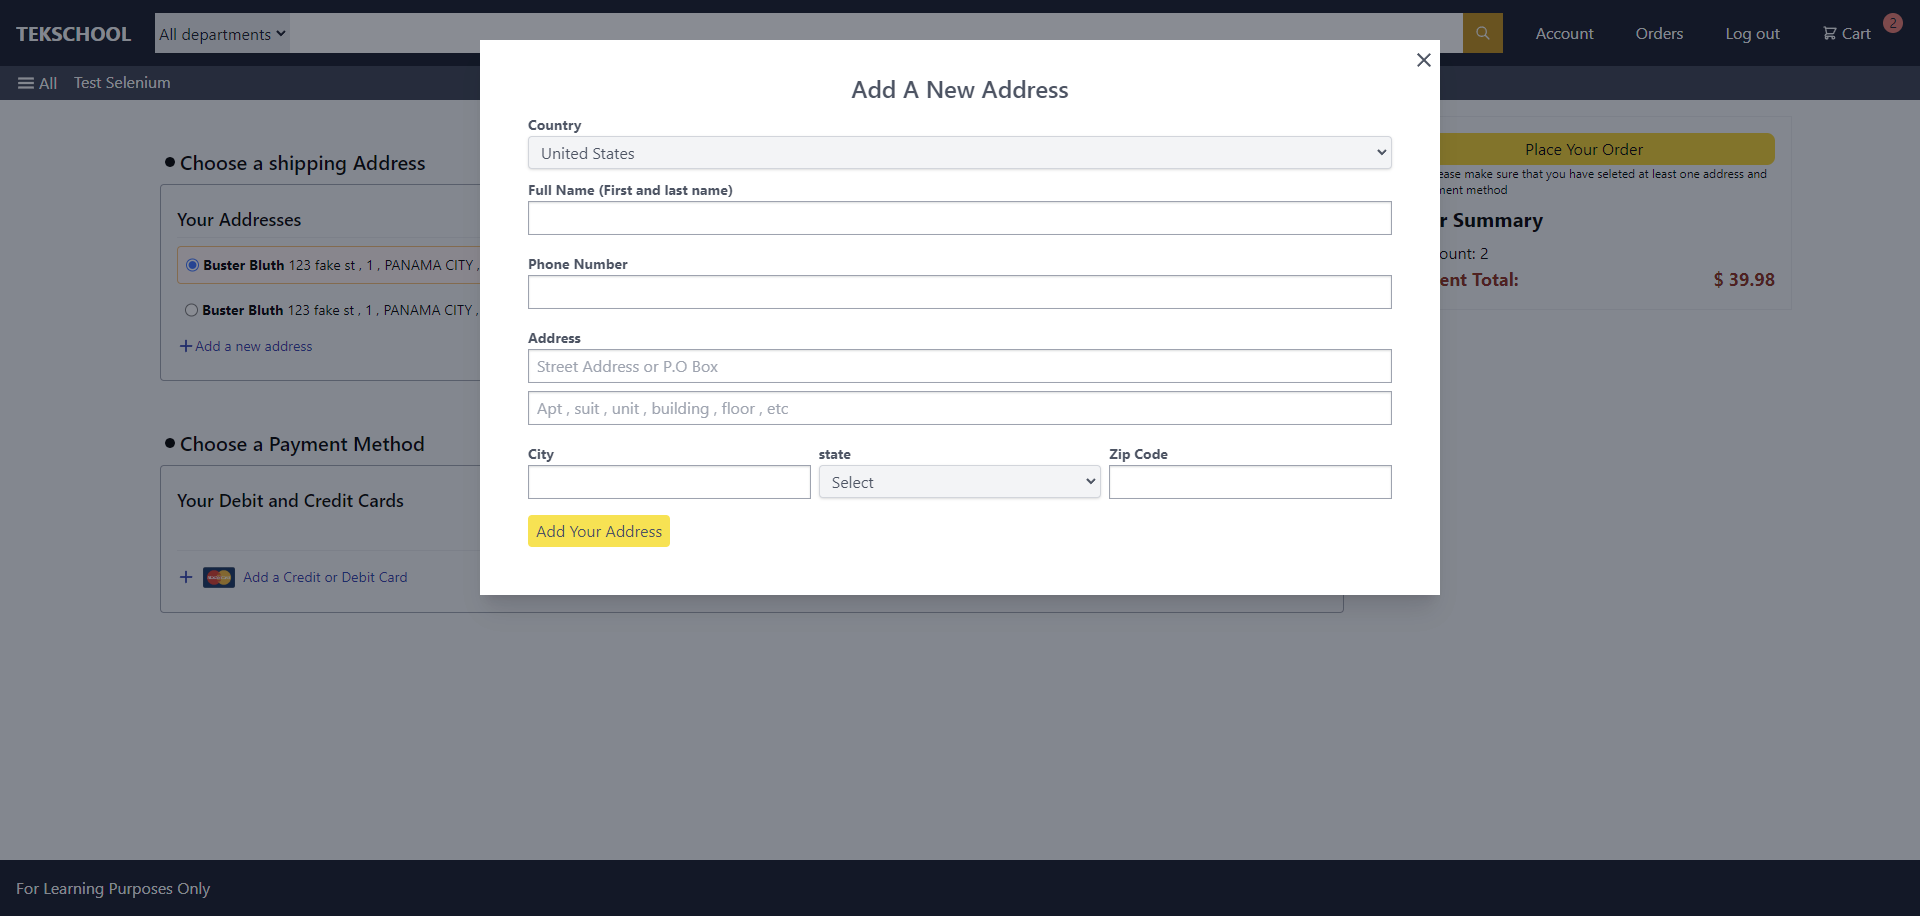 TEKSCHOOL All departments Account Orders Log out Cart 2
All Test Selenium
Add A New Address
Country
United States
Full Name (First and last name)
Phone Number
Address
Street Address or P.O Box
Apt , suit , unit , building , floor , etc
City state Zip Code
Select
Add Your Address
Choose a shipping Address
Your Addresses
Buster Bluth 123 fake st , 1 , PANAMA CITY ,
Buster Bluth 123 fake st , 1 , PANAMA CITY ,
Add a new address
Choose a Payment Method
Your Debit and Credit Cards
Add a Credit or Debit Card
Place Your Order
make sure that you have seleted at least one address and
method
Summary
2
Total: $ 39.98
For Learning Purposes Only